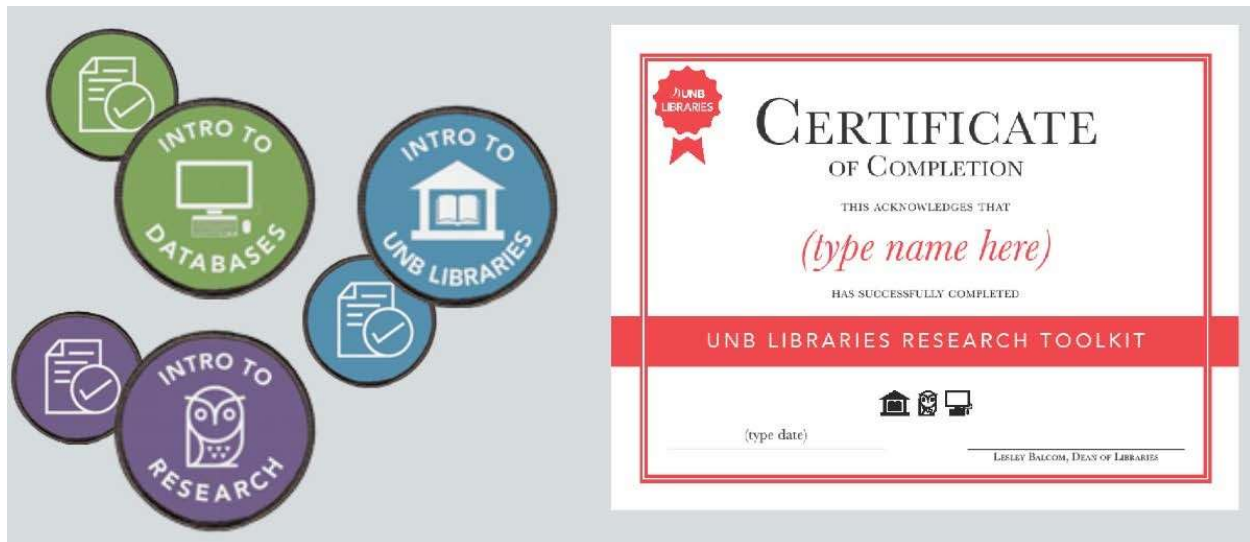 INTRO TO
DATABASES
INTRO TO
UNB LIBRARIES
INTRO TO
RESEARCH
UNB
LIBRARIES
CERTIFICATE
OF COMPLETION
THIS ACKNOWLEDGES THAT
(type name here)
HAS SUCCESSFULLY COMPLETED
UNB LIBRARIES RESEARCH TOOLKIT
(type date)
LESLEY BALCOM, DEAN OF LIBRARIES